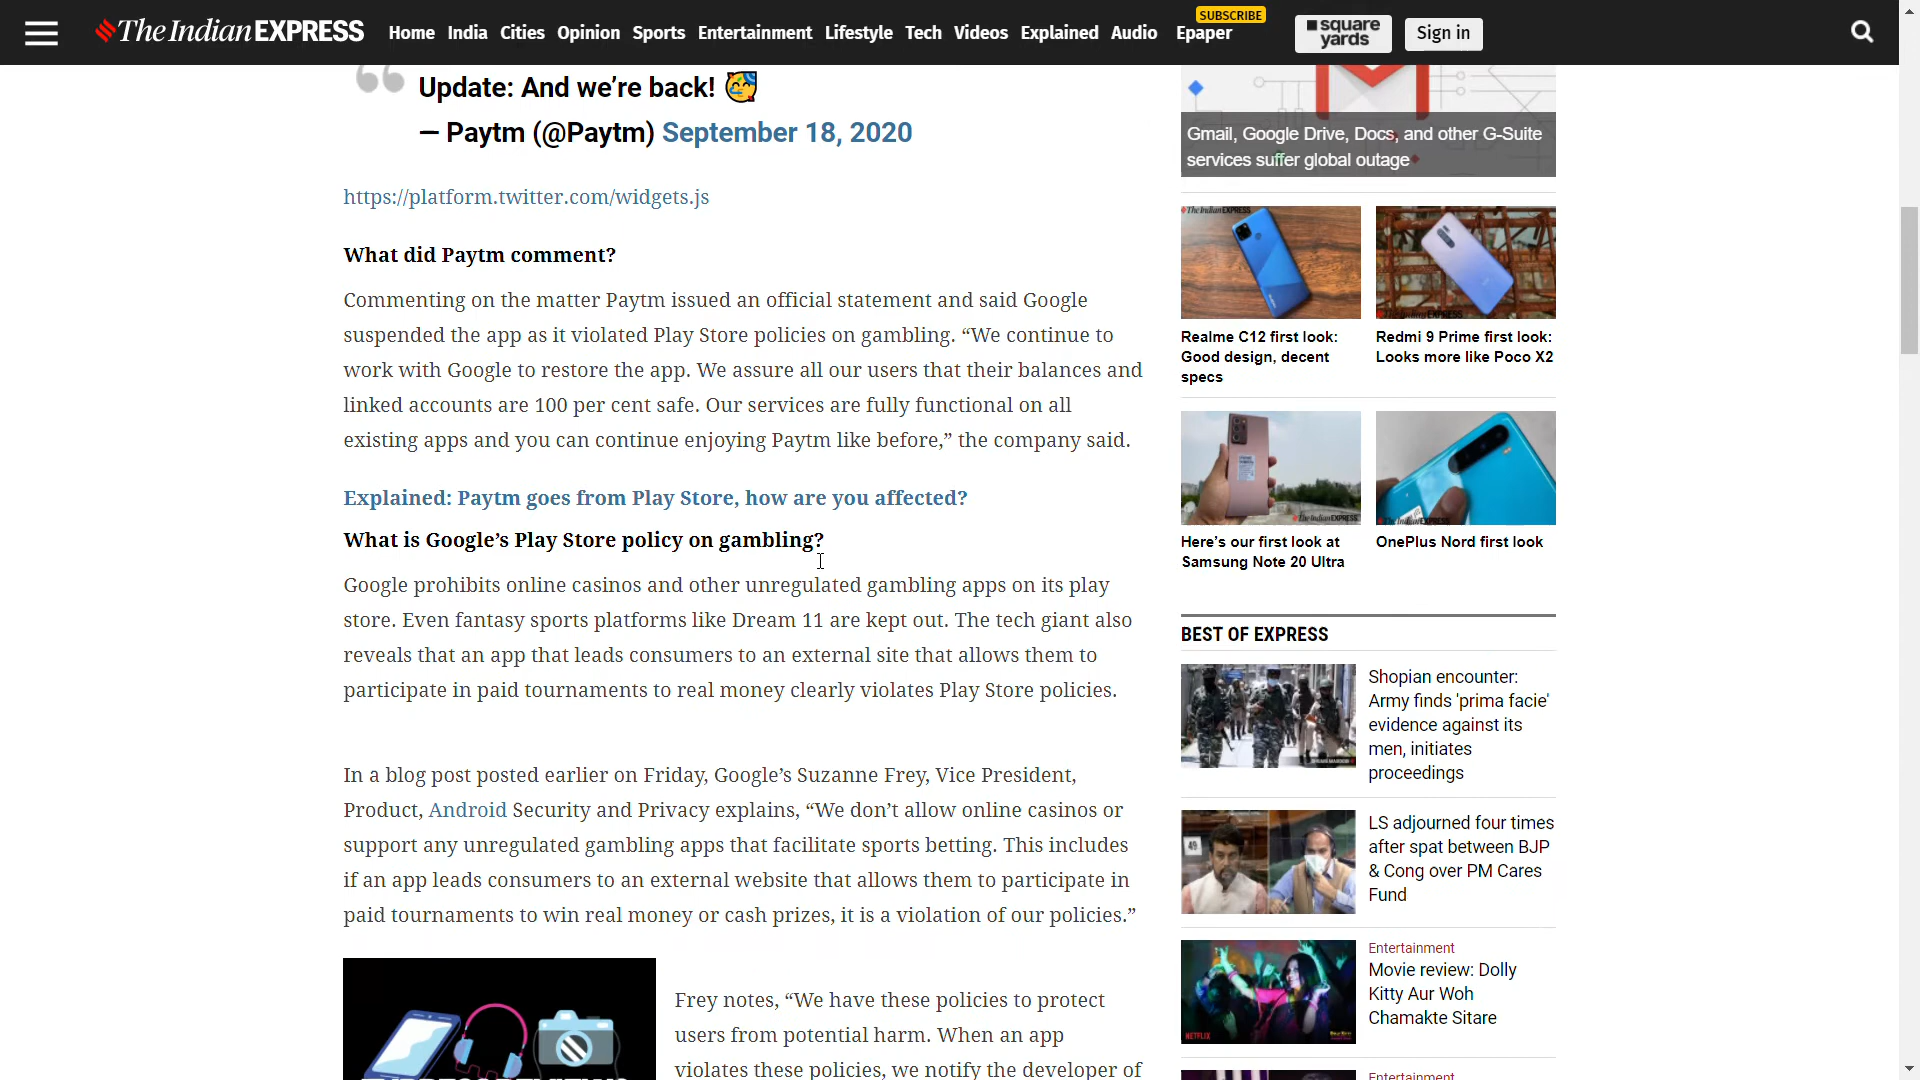 The Indian EXPRESS
Home India Cities Opinion Sports Entertainment Lifestyle Tech Videos Explained Audio Epaper
SUBSCRIBE
square yards
Sign in
Update: And we’re back! 🥳
— Paytm (@Paytm) September 18, 2020
https://platform.twitter.com/widgets.js
What did Paytm comment?
Commenting on the matter Paytm issued an official statement and said Google
suspended the app as it violated Play Store policies on gambling. “We continue to
work with Google to restore the app. We assure all our users that their balances and
linked accounts are 100 per cent safe. Our services are fully functional on all
existing apps and you can continue enjoying Paytm like before,” the company said.
Explained: Paytm goes from Play Store, how are you affected?
What is Google’s Play Store policy on gambling?
Google prohibits online casinos and other unregulated gambling apps on its play
store. Even fantasy sports platforms like Dream 11 are kept out. The tech giant also
reveals that an app that leads consumers to an external site that allows them to
participate in paid tournaments to real money clearly violates Play Store policies.
In a blog post posted earlier on Friday, Google’s Suzanne Frey, Vice President,
Product, Android Security and Privacy explains, “We don’t allow online casinos or
support any unregulated gambling apps that facilitate sports betting. This includes
if an app leads consumers to an external website that allows them to participate in
paid tournaments to win real money or cash prizes, it is a violation of our policies.”
Frey notes, “We have these policies to protect
users from potential harm. When an app
violates these policies, we notify the developer of
Gmail, Google Drive, Docs, and other G-Suite
services suffer global outage
The Indian EXPRESS
Realme C12 first look:
Good design, decent
specs
Redmi 9 Prime first look:
Looks more like Poco X2
The Indian EXPRESS
Here’s our first look at
Samsung Note 20 Ultra
OnePlus Nord first look
BEST OF EXPRESS
Shopian encounter:
Army finds 'prima facie'
evidence against its
men, initiates
proceedings
49
LS adjourned four times
after spat between BJP
& Cong over PM Cares
Fund
NETFLIX
Entertainment
Movie review: Dolly
Kitty Aur Woh
Chamakte Sitare
Entertainment